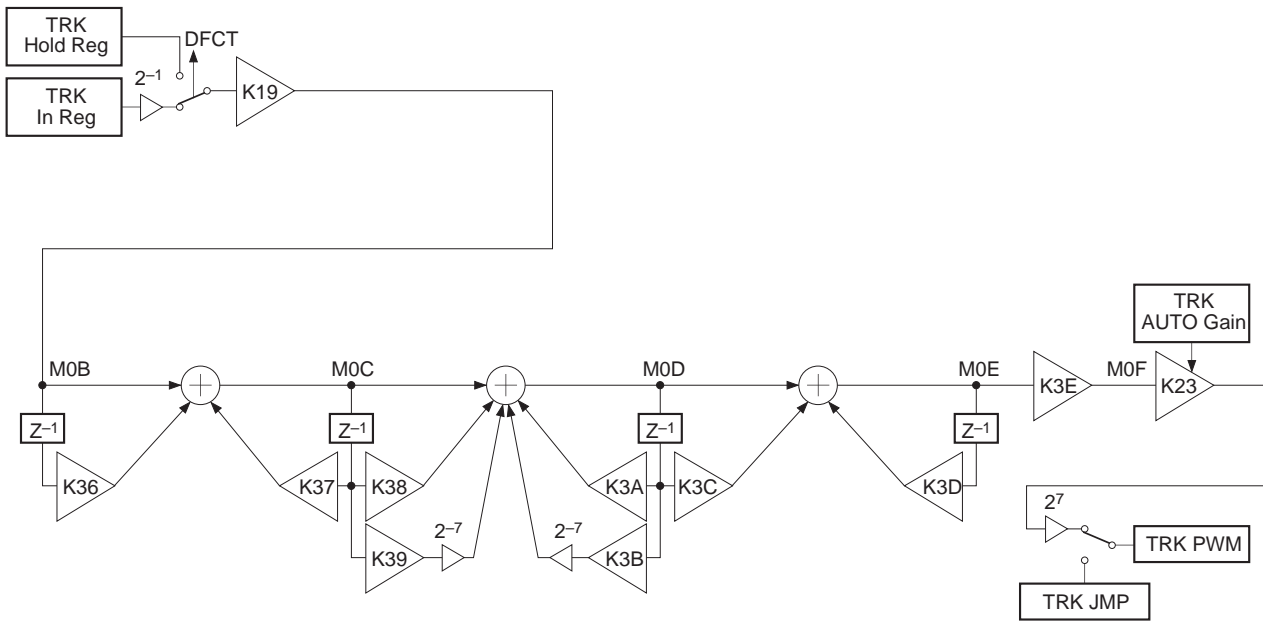 TRK
Hold Reg
DFCT
2–1
TRK
In Reg
K19
TRK
AUTO Gain
M0B
M0C
M0D
M0E
K3E
M0F
K23
Z–1
Z–1
Z–1
Z–1
K36
K37
K38
K3A
K3C
K3D
K39
2–7
2–7
K3B
27
TRK PWM
TRK JMP